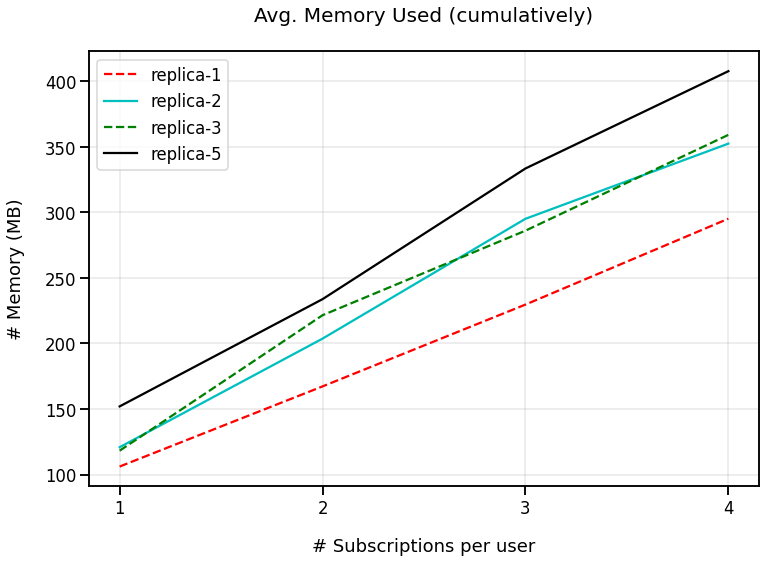 Avg. Memory Used (cumulatively)
replica-1
replica-2
replica-3
replica-5
# Memory (MB)
400
350
300
250
200
150
100
1 2 3 4
# Subscriptions per user